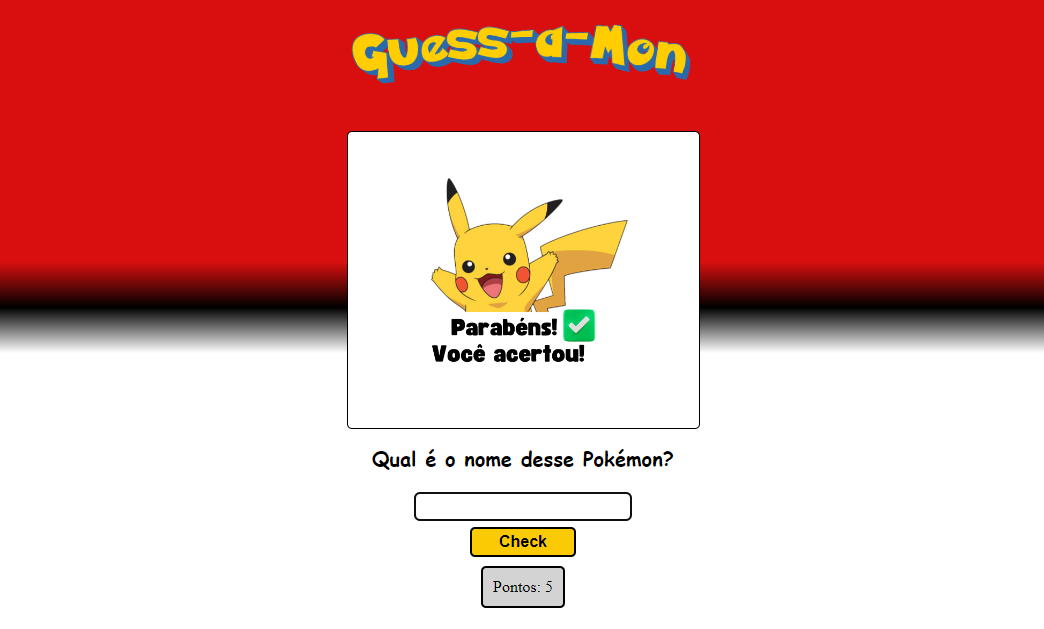 Guess-a-Mon
Parabéns! ✅
Você acertou!
Qual é o nome desse Pokémon?
Check
Pontos: 5